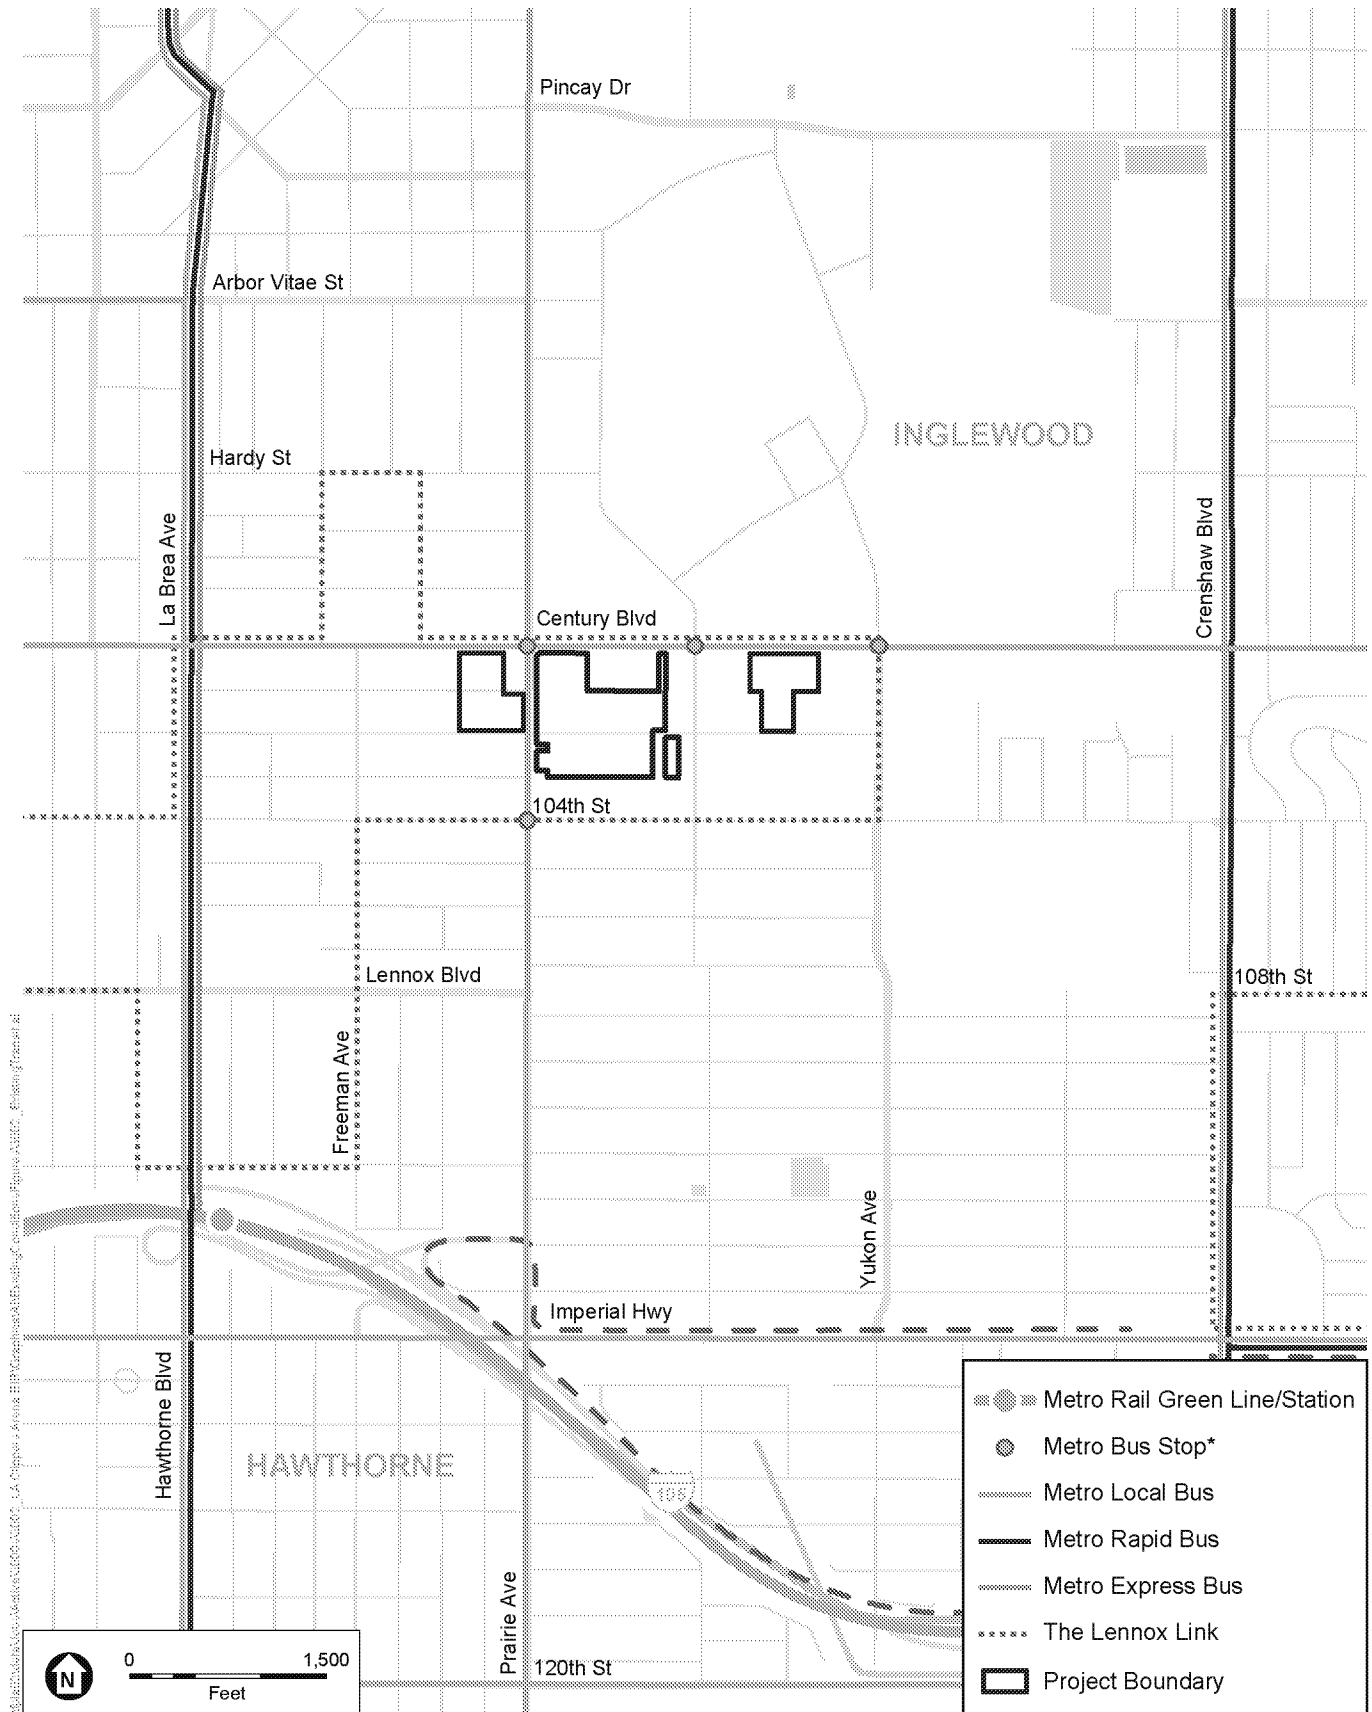 Pincay Dr
Arbor Vitae St
INGLEWOOD
Hardy St
La Brea Ave
Crenshaw Blvd
Century Blvd
104th St
Lennox Blvd
108th St
Freeman Ave
Yukon Ave
Imperial Hwy
Hawthorne Blvd
HAWTHORNE
105
Prairie Ave
120th St
Metro Rail Green Line/Station
Metro Bus Stop*
Metro Local Bus
Metro Rapid Bus
Metro Express Bus
The Lennox Link
Project Boundary
N
0 1,500
Feet